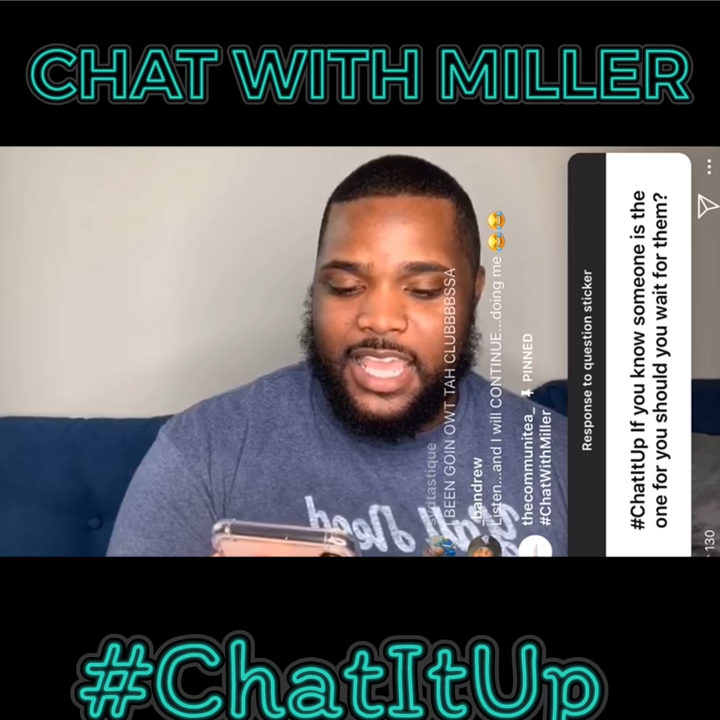 CHAT WITH MILLER
BEEN GOIN OWT TAH CLUBBBBSSA
Listen...and I will CONTINUE...doing me 😂😂
thecommunitea_ PINNED
#ChatWithMiller
Response to question sticker
#ChatItUp If you know someone is the
one for you should you wait for them?
130
#ChatItUp